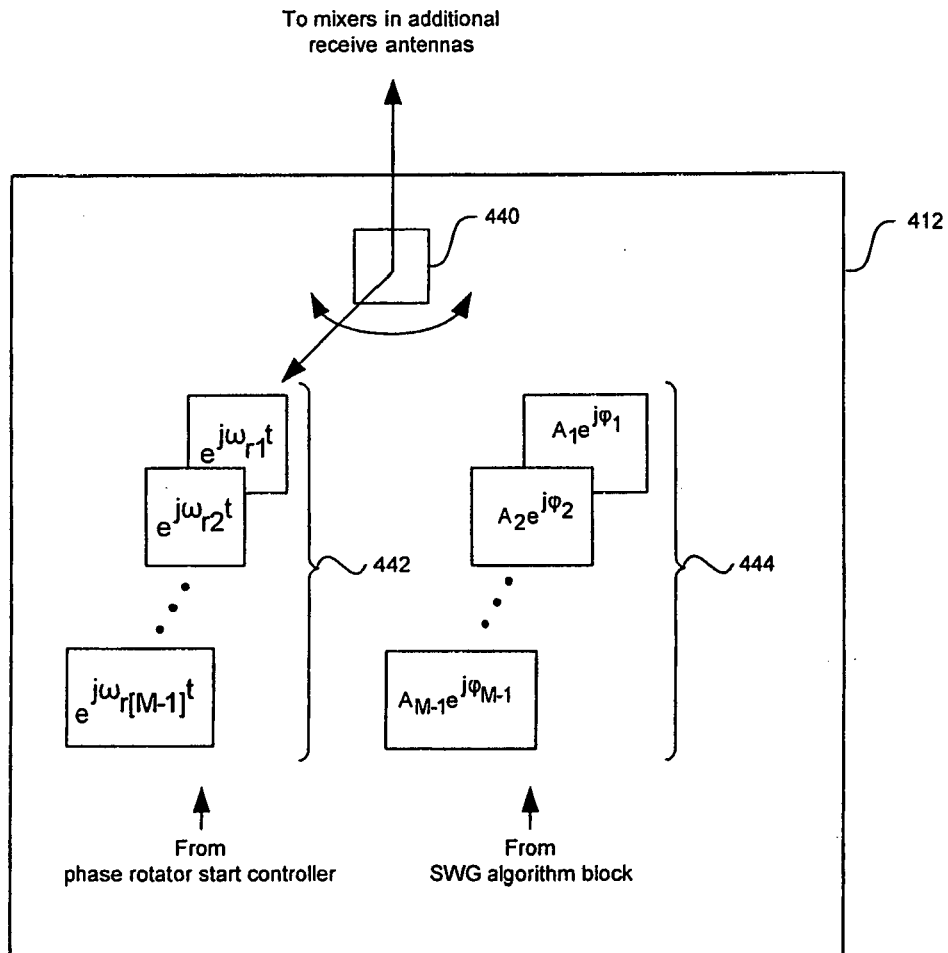 To mixers in additional
receive antennas
440
412
e^{jω_{r1}t}
A_1e^{jφ_1}
e^{jω_{r2}t}
A_2e^{jφ_2}
442
444
e^{jω_{r[M-1]}t}
A_{M-1}e^{jφ_{M-1}}
From
phase rotator start controller
From
SWG algorithm block